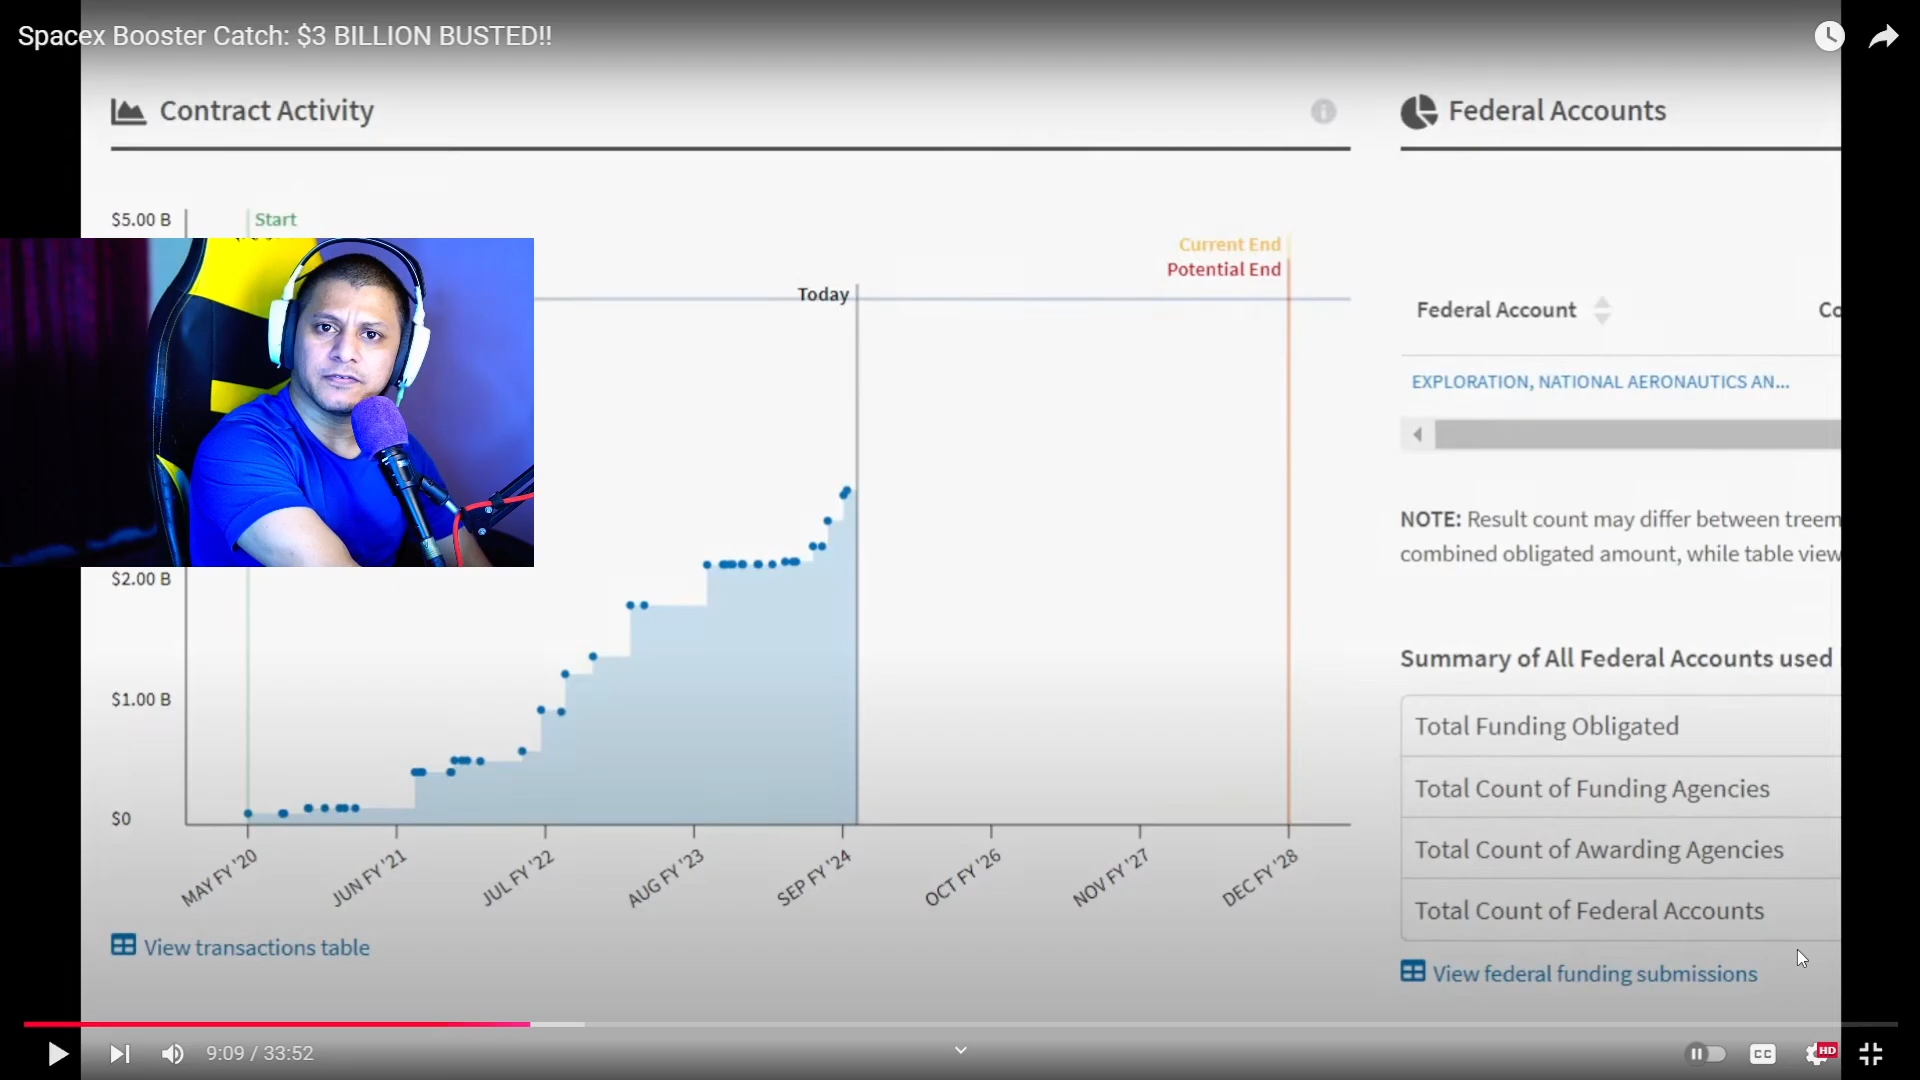 Spacex Booster Catch: $3 BILLION BUSTED!!
Contract Activity
$5.00 B
Start
Current End
Potential End
Today
$2.00 B
$1.00 B
$0
MAY FY '20
JUN FY '21
JUL FY '22
AUG FY '23
SEP FY '24
OCT FY '26
NOV FY '27
DEC FY '28
View transactions table
Federal Accounts
Federal Account
Co
EXPLORATION, NATIONAL AERONAUTICS AN...
NOTE: Result count may differ between treem
combined obligated amount, while table view
Summary of All Federal Accounts used
Total Funding Obligated
Total Count of Funding Agencies
Total Count of Awarding Agencies
Total Count of Federal Accounts
View federal funding submissions
9:09 / 33:52
CC
HD